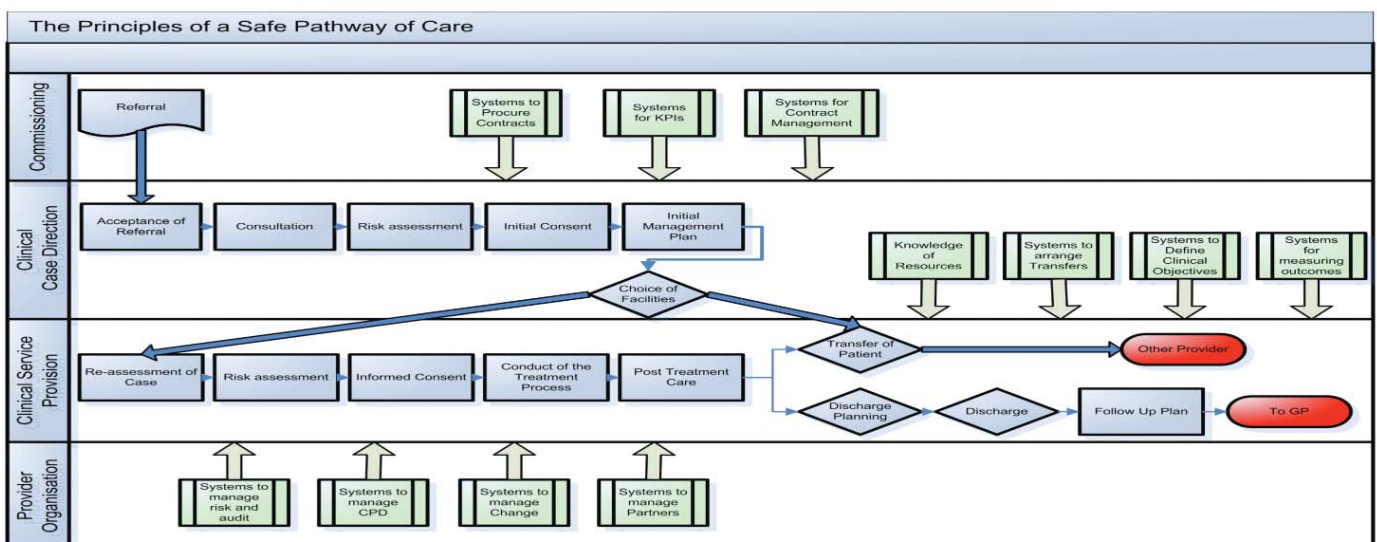 The Principles of a Safe Pathway of Care
Commissioning
Referral
Systems to
Procure
Contracts
Systems
for KPIs
Systems for
Contract
Management
Clinical
Case Direction
Acceptance of
Referral
Consultation
Risk assessment
Initial Consent
Initial
Management
Plan
Choice of
Facilities
Knowledge
of
Resources
Systems to
arrange
Transfers
Systems to
Define
Clinical
Objectives
Systems
for
measuring
outcomes
Clinical Service
Provision
Re-assessment of
Case
Risk assessment
Informed Consent
Conduct of the
Treatment
Process
Post Treatment
Care
Transfer of
Patient
Other Provider
Discharge
Planning
Discharge
Follow Up Plan
To GP
Provider
Organisation
Systems to
manage
risk and
audit
Systems to
manage
CPD
Systems to
manage
Change
Systems to
manage
Partners